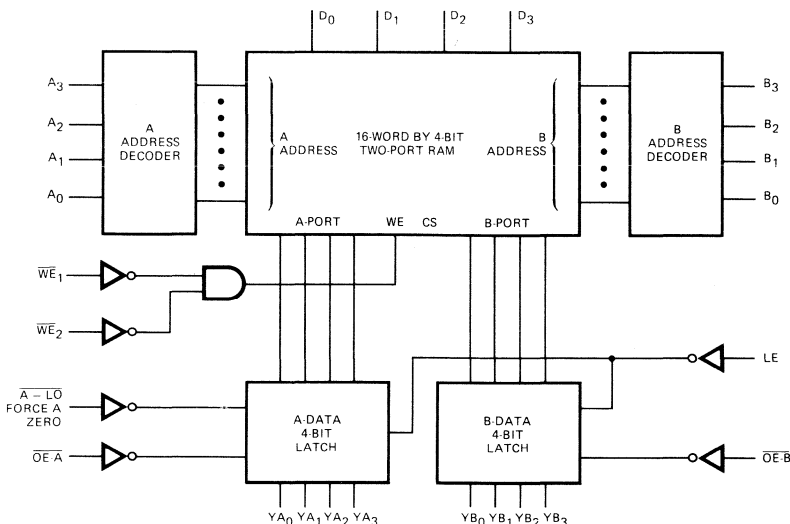 D0 D1 D2 D3
A3
A2
A1
A0
A
ADDRESS
DECODER
A
ADDRESS
16-WORD BY 4-BIT
TWO-PORT RAM
B
ADDRESS
B
ADDRESS
DECODER
B3
B2
B1
B0
A-PORT WE CS B-PORT
WE1
WE2
LE
A – LO
FORCE A
ZERO
OE-A
A-DATA
4-BIT
LATCH
B-DATA
4-BIT
LATCH
OE-B
YA0 YA1 YA2 YA3
YB0 YB1 YB2 YB3